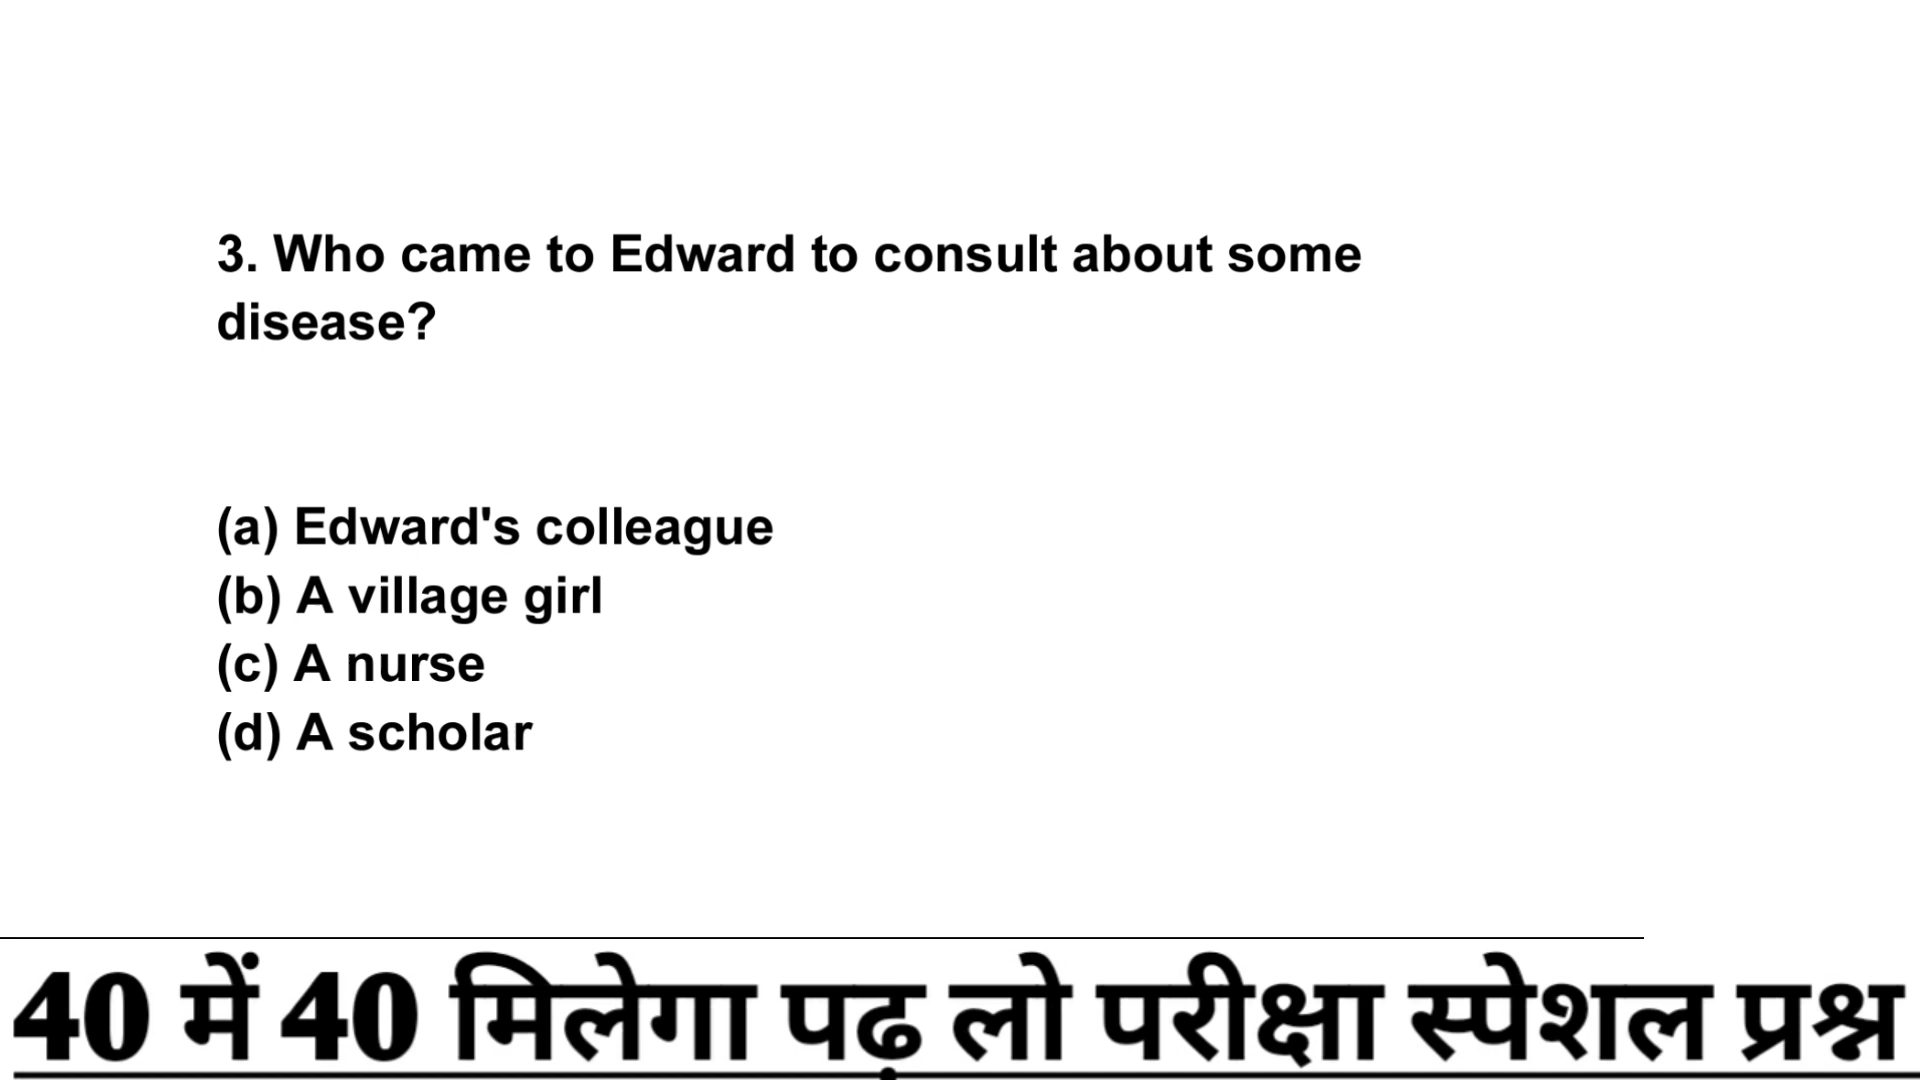 3. Who came to Edward to consult about some
disease?
(a) Edward's colleague
(b) A village girl
(c) A nurse
(d) A scholar
40 में 40 मिलेगा पढ़ लो परीक्षा स्पेशल प्रश्न